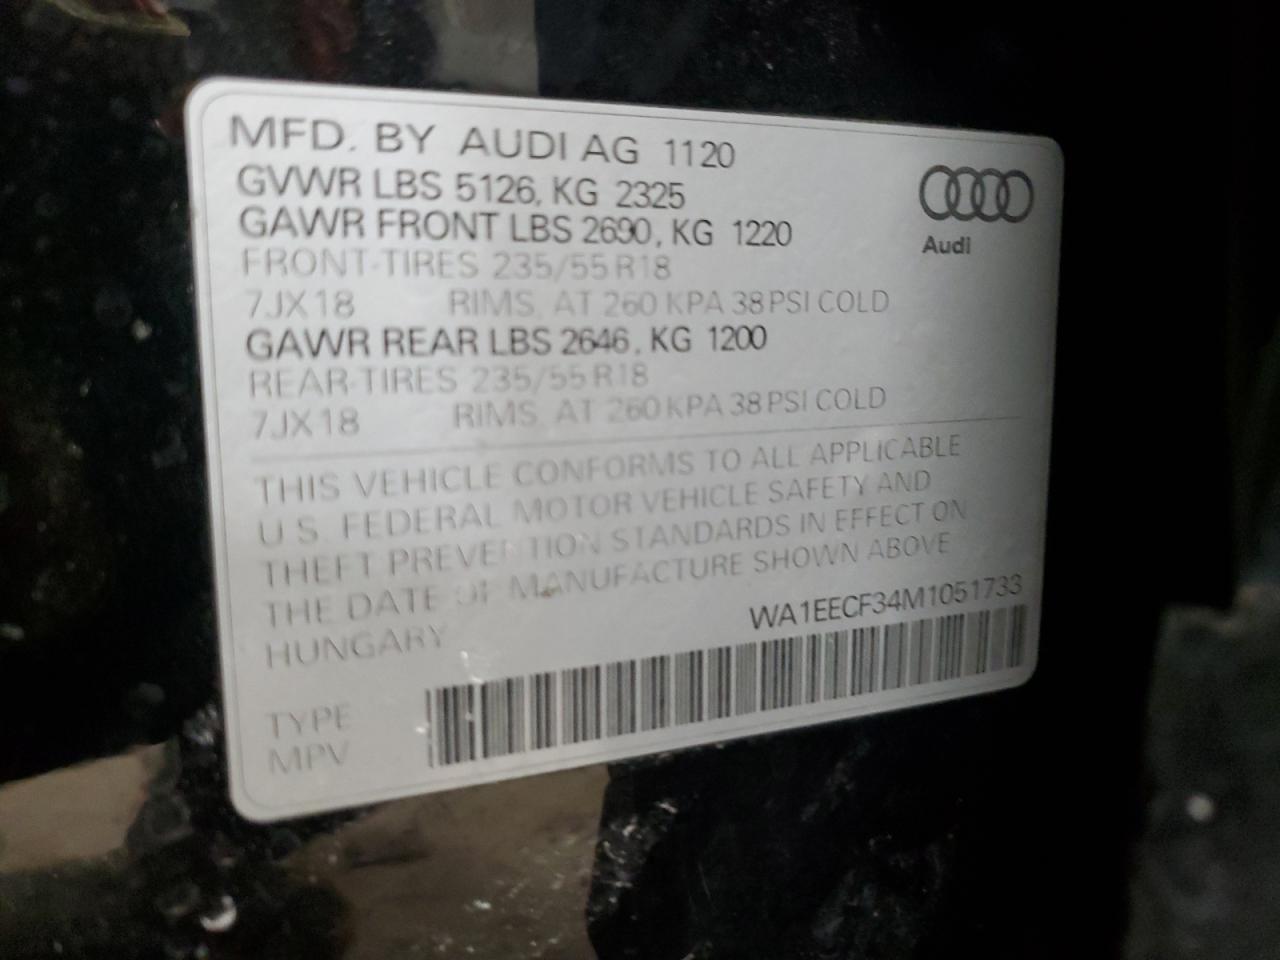 MFD. BY AUDI AG 1120
GVWR LBS 5126, KG 2325
GAWR FRONT LBS 2690, KG 1220
FRONT-TIRES 235/55 R18
7JX18 RIMS, AT 260 KPA 38 PSI COLD
GAWR REAR LBS 2646, KG 1200
REAR-TIRES 235/55 R18
7JX18 RIMS, AT 260 KPA 38 PSI COLD
Audi
THIS VEHICLE CONFORMS TO ALL APPLICABLE
U.S. FEDERAL MOTOR VEHICLE SAFETY AND
THEFT PREVENTION STANDARDS IN EFFECT ON
THE DATE OF MANUFACTURE SHOWN ABOVE
HUNGARY
WA1EECF34M1051733
TYPE
MPV